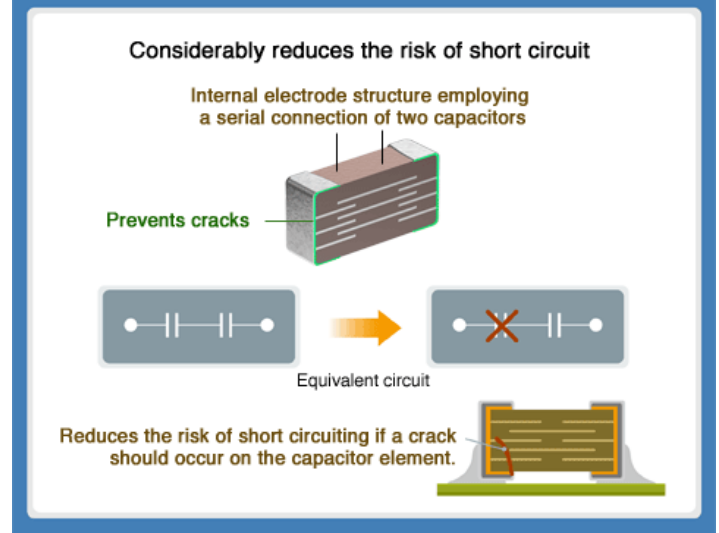 Considerably reduces the risk of short circuit
Internal electrode structure employing
a serial connection of two capacitors
Prevents cracks
Equivalent circuit
Reduces the risk of short circuiting if a crack
should occur on the capacitor element.